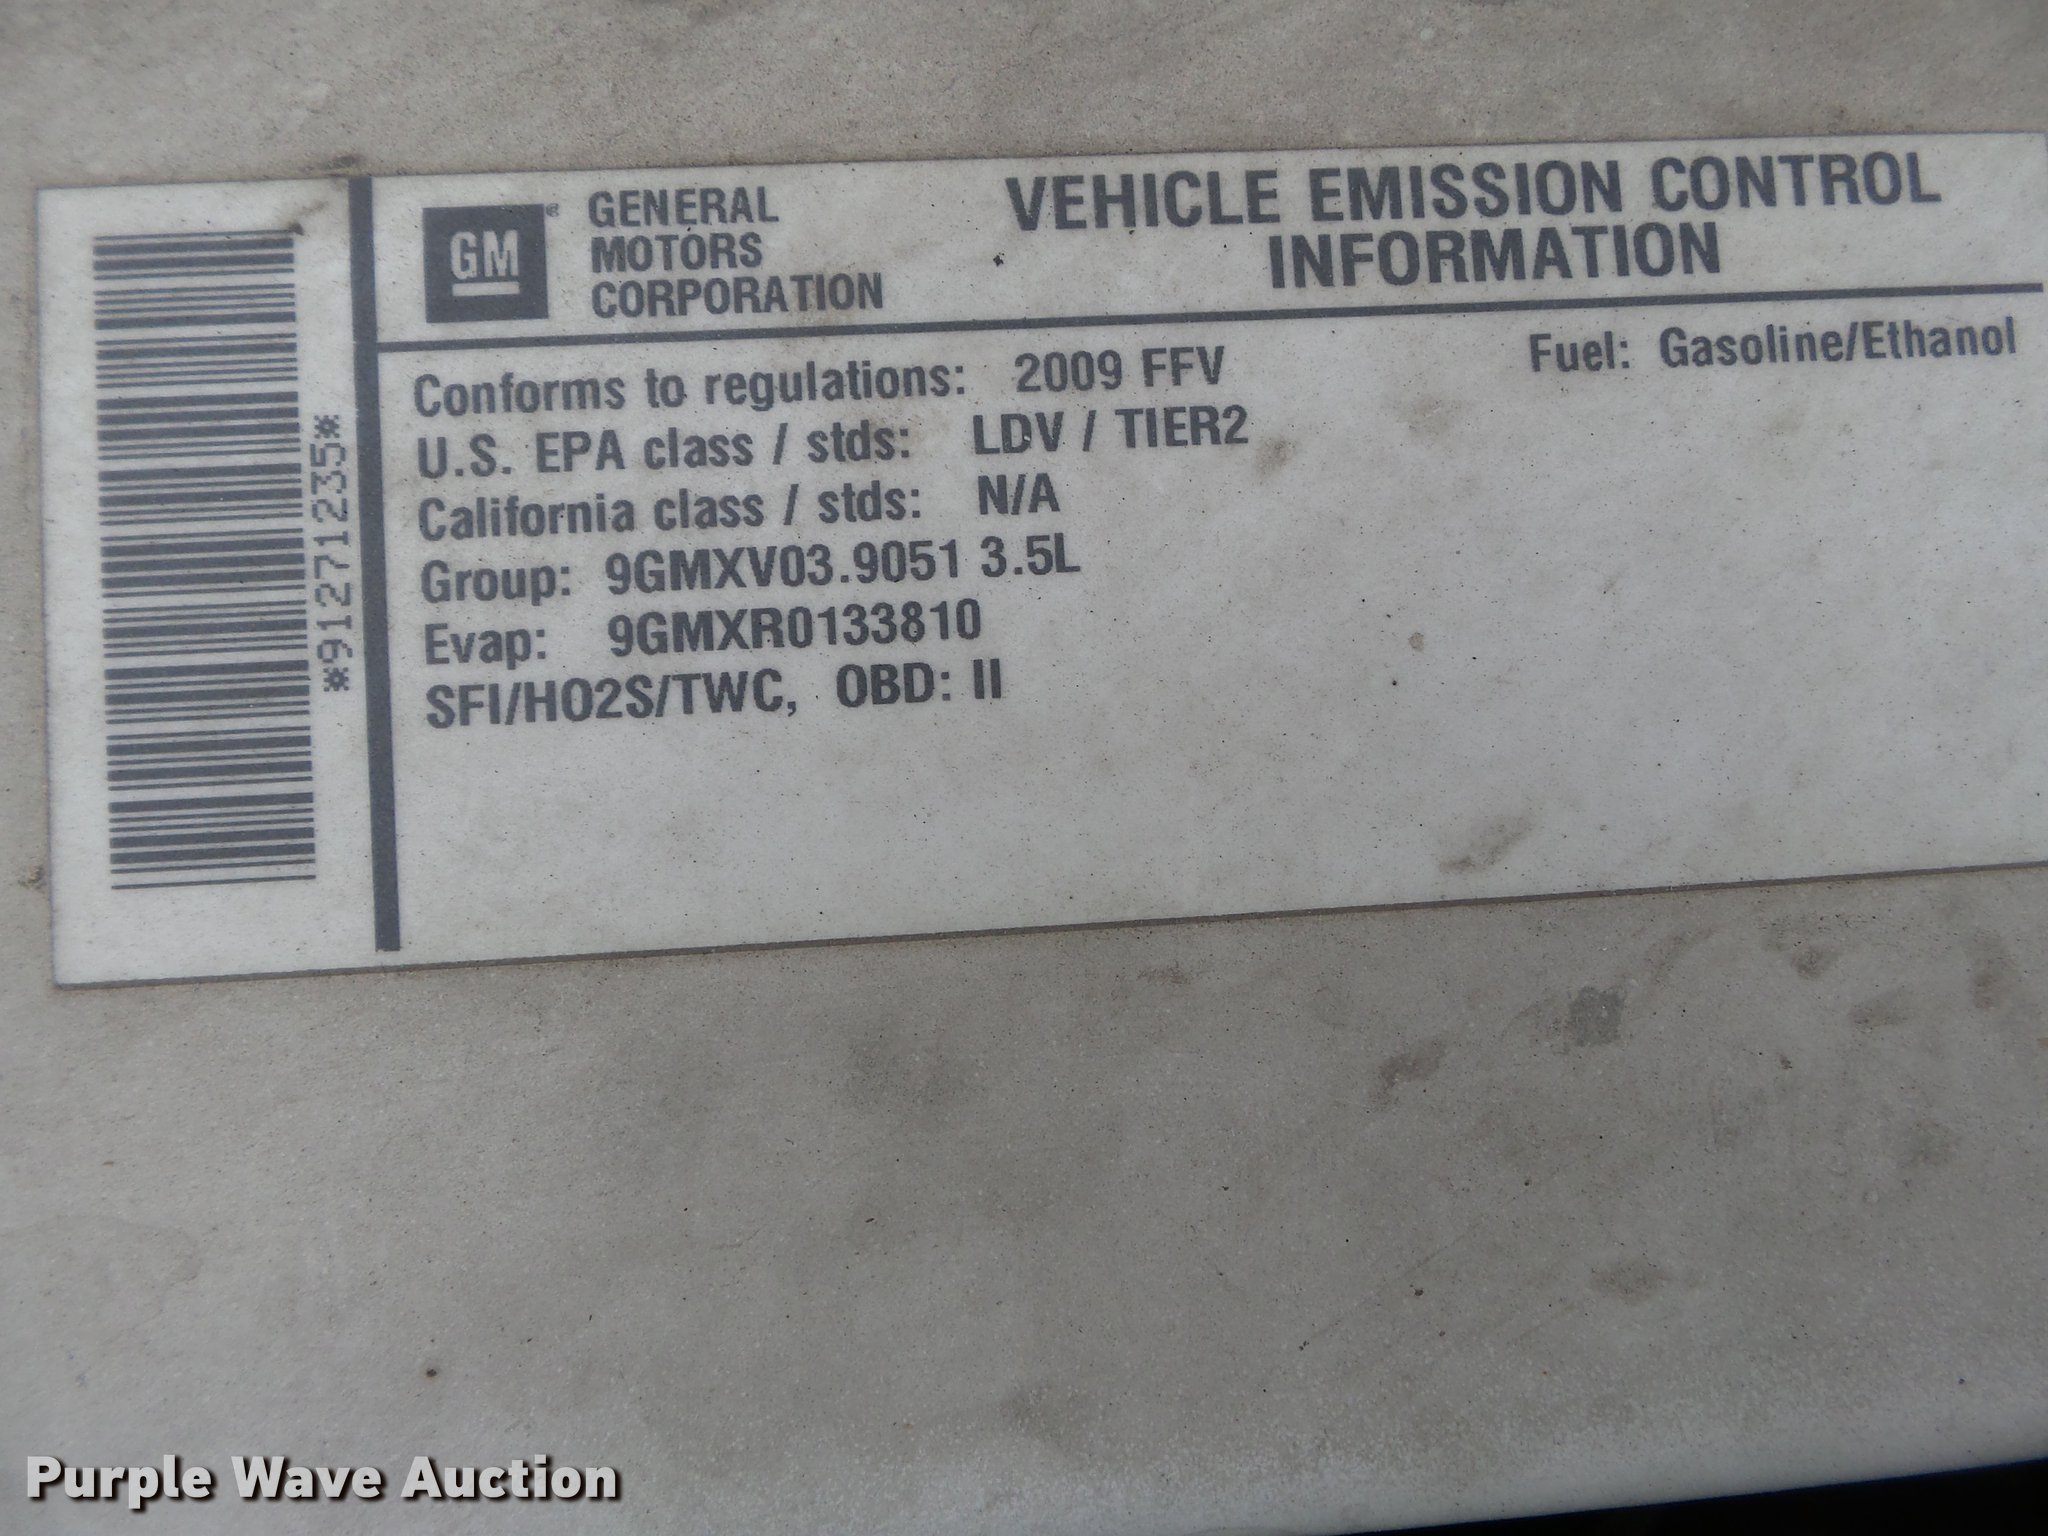 *91271235*
GM
GENERAL
MOTORS
CORPORATION
VEHICLE EMISSION CONTROL
INFORMATION
Conforms to regulations: 2009 FFV
Fuel: Gasoline/Ethanol
U.S. EPA class / stds: LDV / TIER2
California class / stds: N/A
Group: 9GMXV03.9051 3.5L
Evap: 9GMXR0133810
SFI/HO2S/TWC, OBD: II
Purple Wave Auction